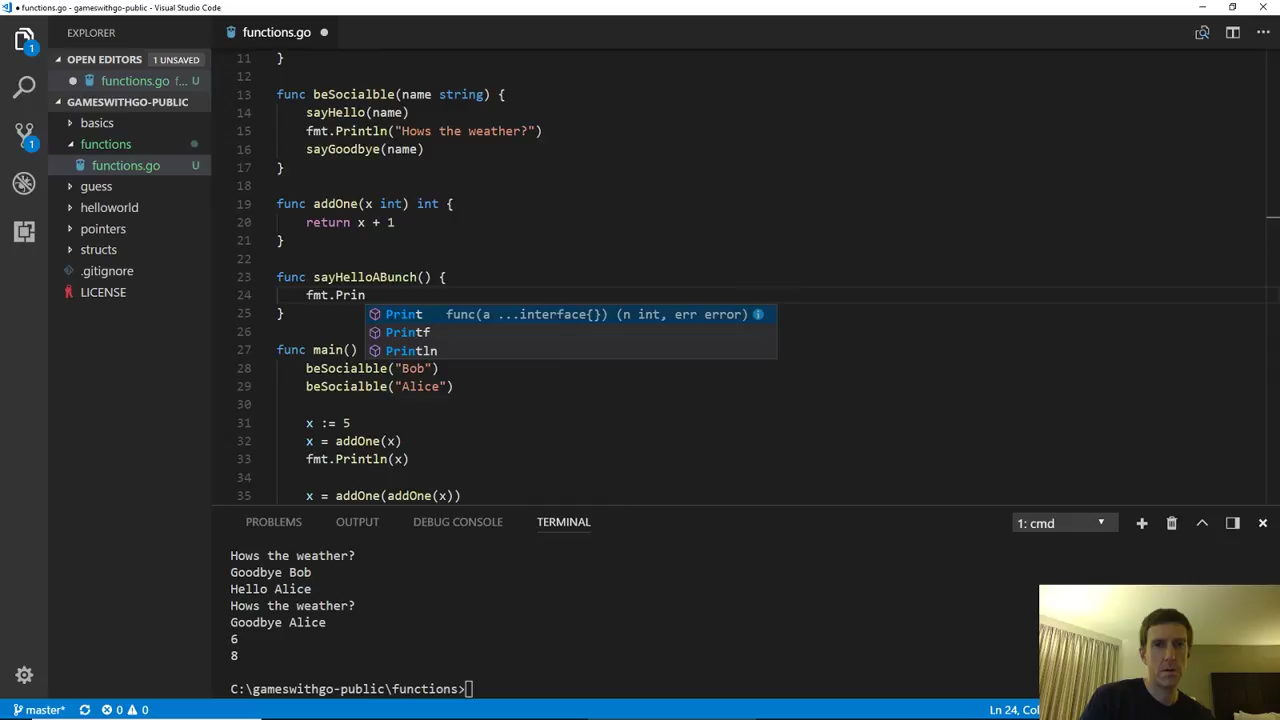 ● functions.go - gameswithgo-public - Visual Studio Code
EXPLORER
OPEN EDITORS 1 UNSAVED
functions.go f... U
GAMESWITHGO-PUBLIC
basics
functions
functions.go U
guess
helloworld
pointers
structs
.gitignore
LICENSE
1
1
functions.go
11 }
12
13 func beSocialble(name string) {
14 sayHello(name)
15 fmt.Println("Hows the weather?")
16 sayGoodbye(name)
17 }
18
19 func addOne(x int) int {
20 return x + 1
21 }
22
23 func sayHelloABunch() {
24 fmt.Prin
Print func(a ...interface{}) (n int, err error)
Printf
Println
25 }
26
27 func main()
28 beSocialble("Bob")
29 beSocialble("Alice")
30
31 x := 5
32 x = addOne(x)
33 fmt.Println(x)
34
35 x = addOne(addOne(x))
PROBLEMS OUTPUT DEBUG CONSOLE TERMINAL 1: cmd
Hows the weather?
Goodbye Bob
Hello Alice
Hows the weather?
Goodbye Alice
6
8
C:\gameswithgo-public\functions>
master* 0 0 Ln 24, Col